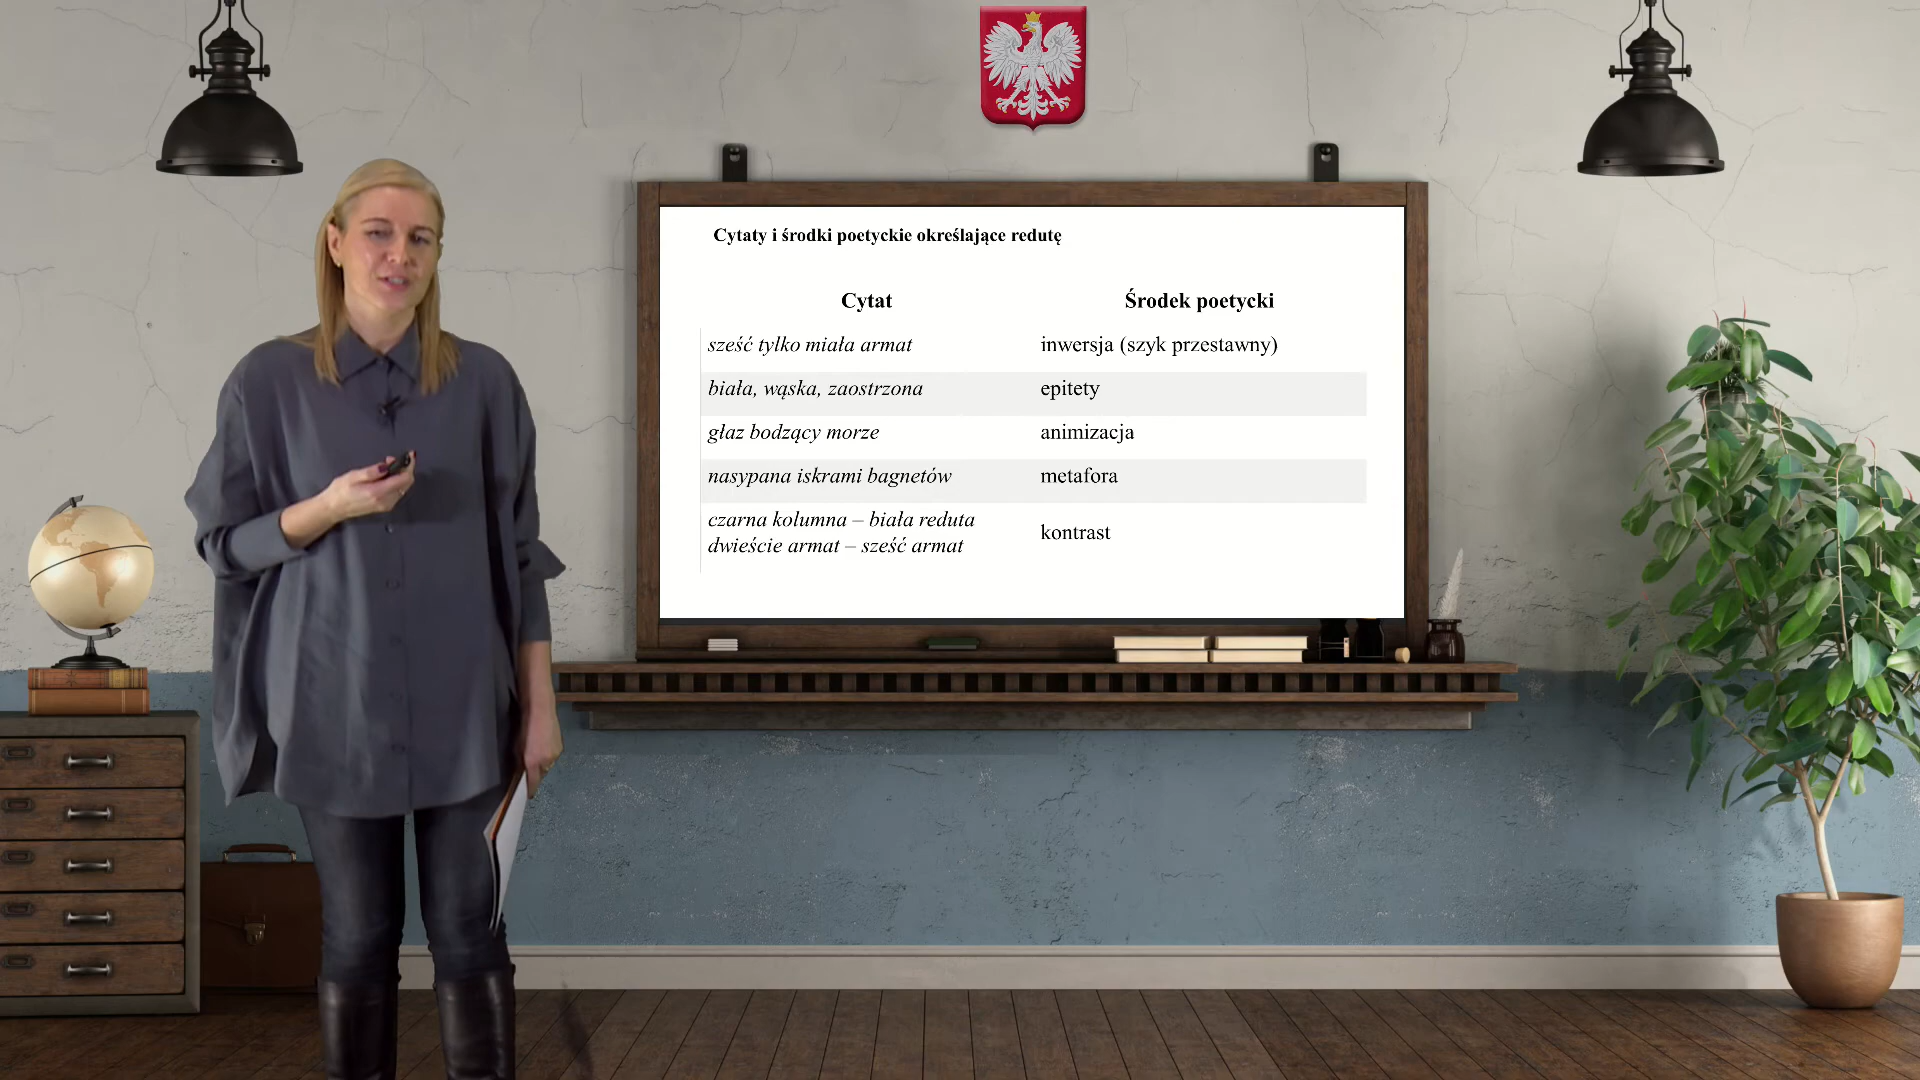 Cytaty i środki poetyckie określające redutę
Cytat Środek poetycki
sześć tylko miała armat inwersja (szyk przestawny)
biała, wąska, zaostrzona epitety
głaz bodzący morze animizacja
nasypana iskrami bagnetów metafora
czarna kolumna – biała reduta
dwieście armat – sześć armat
kontrast